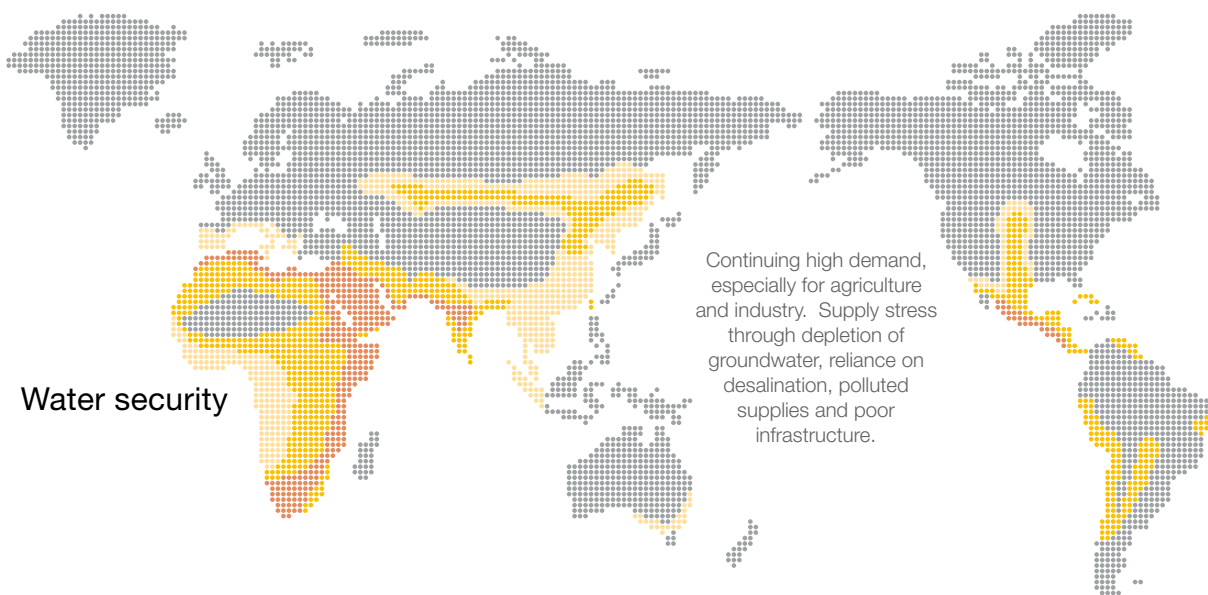 Continuing high demand,
especially for agriculture
and industry.  Supply stress
through depletion of
groundwater, reliance on
desalination, polluted
supplies and poor
infrastructure.
Water security